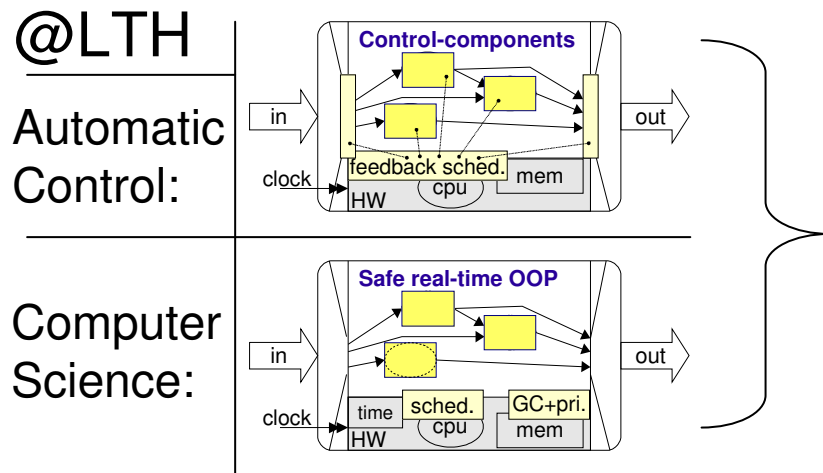 @LTH
Automatic
Control:
Control-components
in
out
feedback sched.
clock
cpu
mem
HW
Computer
Science:
Safe real-time OOP
in
out
time
sched.
GC+pri.
clock
cpu
mem
HW